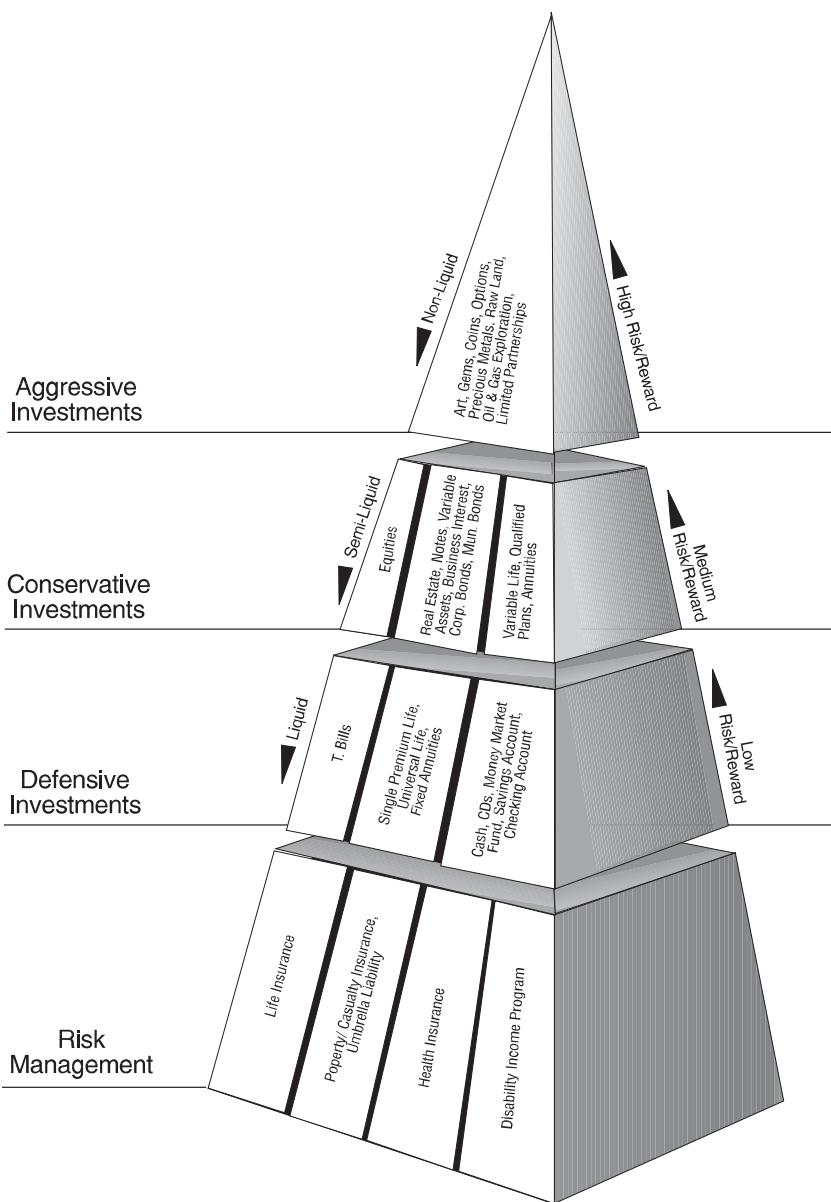 Non-Liquid
Art, Gems, Coins, Options,
Precious Metals. Raw Land,
Oil & Gas Exploration,
Limited Partnerships
High Risk/Reward
Aggressive
Investments
Semi-Liquid
Equities
Real Estate, Notes, Variable
Assets, Business Interest,
Corp. Bonds, Mun. Bonds
Variable Life, Qualified
Plans, Annuities
Medium
Risk/Reward
Conservative
Investments
Liquid
T. Bills
Single Premium Life,
Universal Life,
Fixed Annuities
Cash, CDs, Money Market
Fund, Savings Account,
Checking Account
Low
Risk/Reward
Defensive
Investments
Life Insurance
Poperty/ Casualty Insurance,
Umbrella Liability
Health Insurance
Disability Income Program
Risk
Management